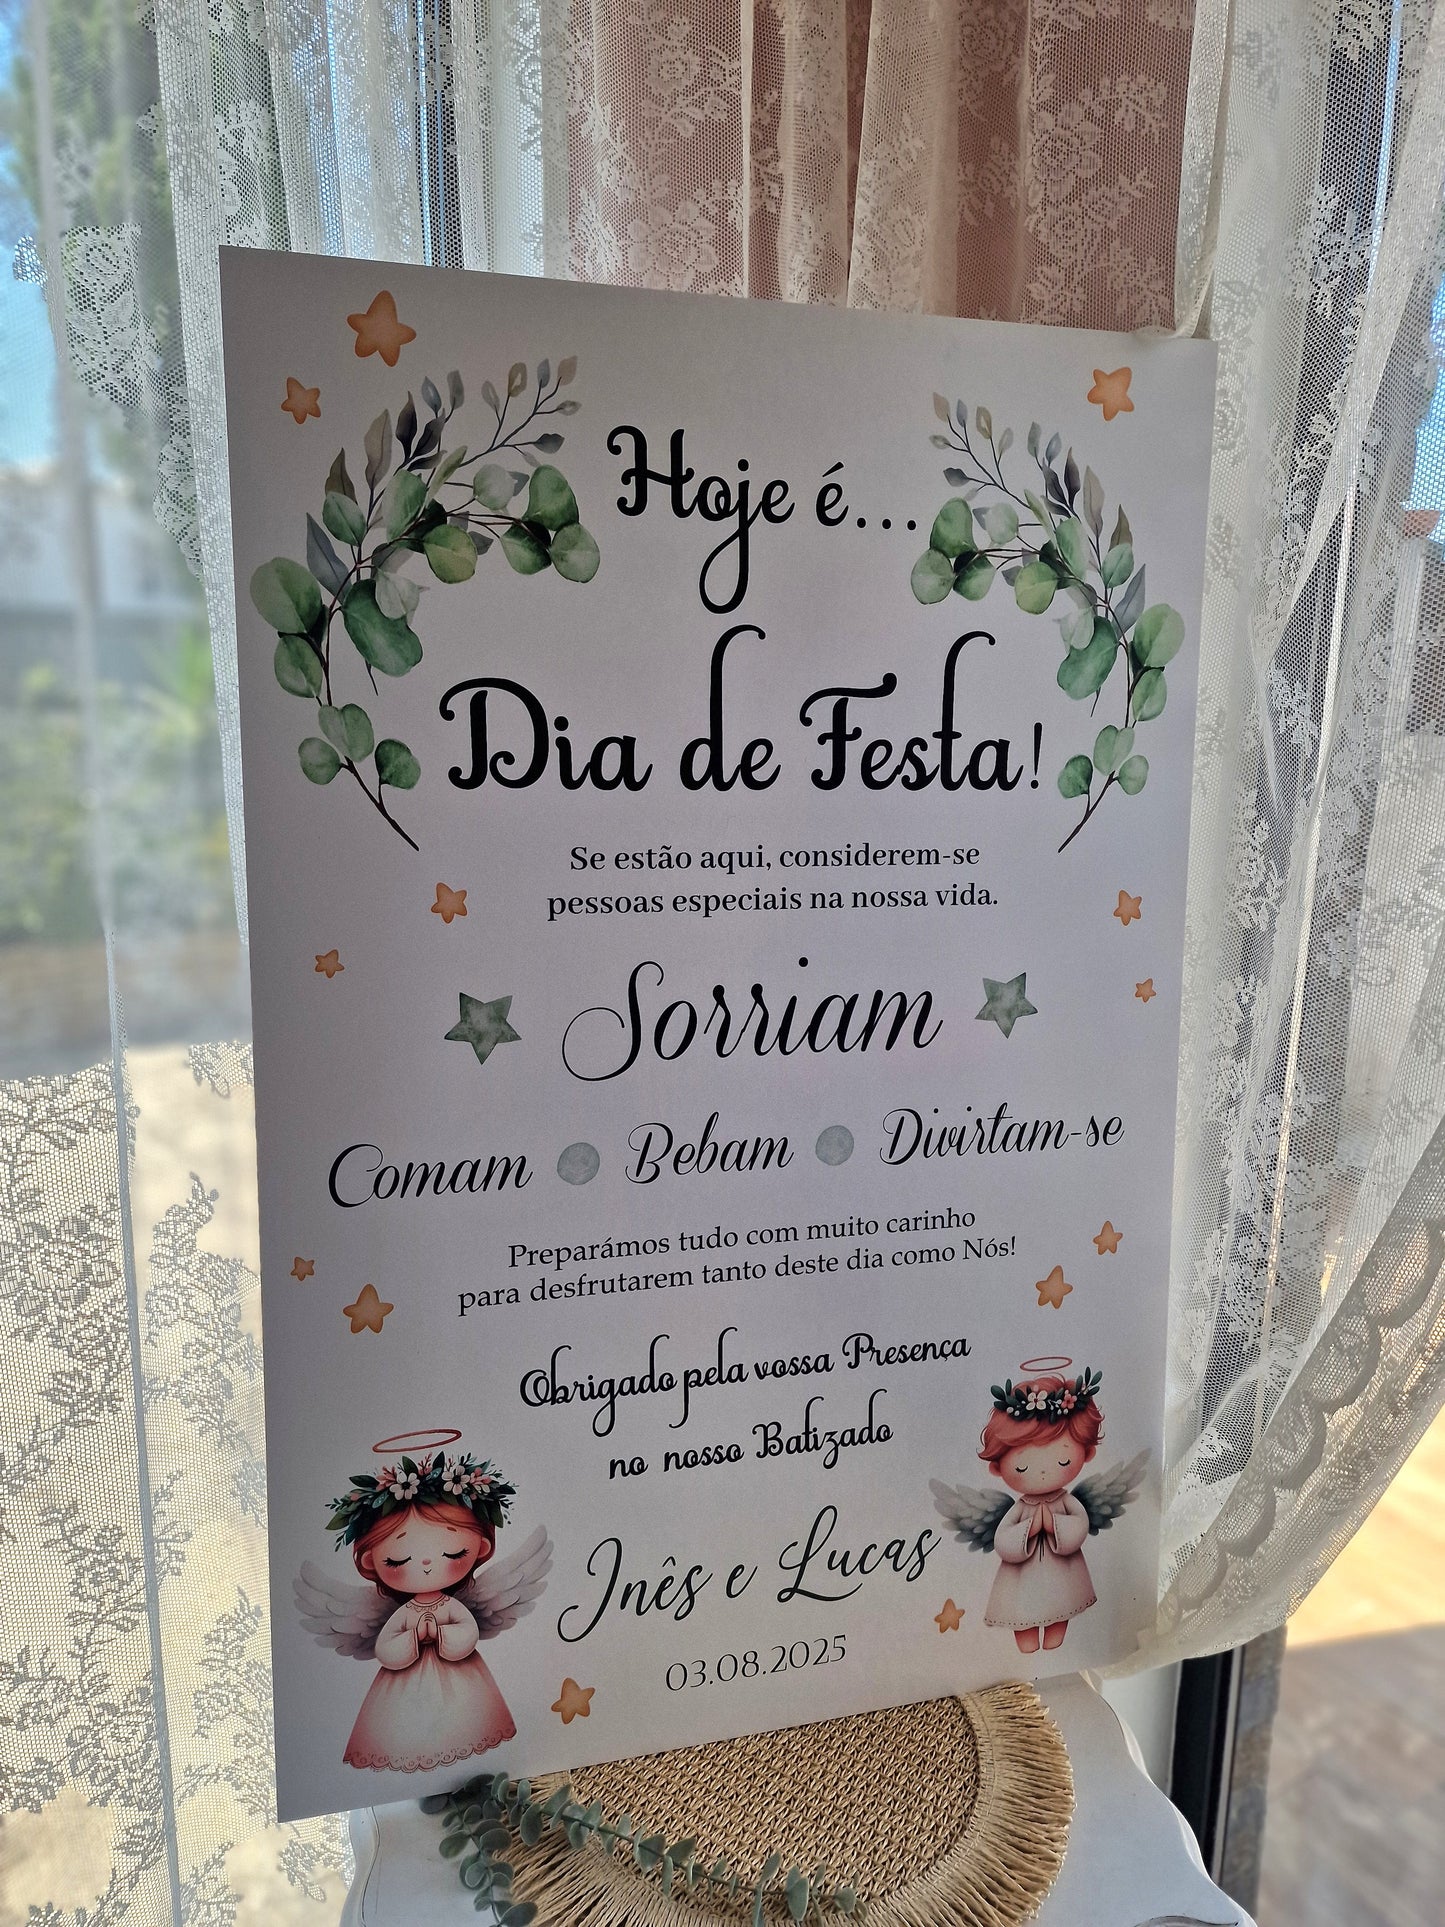 Hoje é...
Dia de Festa!
Se estão aqui, considerem-se
pessoas especiais na nossa vida.
Sorriam
Comam Bebam Divirtam-se
Preparámos tudo com muito carinho
para desfrutarem tanto deste dia como Nós!
Obrigado pela vossa Presença
no nosso Batizado
Inês e Lucas
03.08.2025